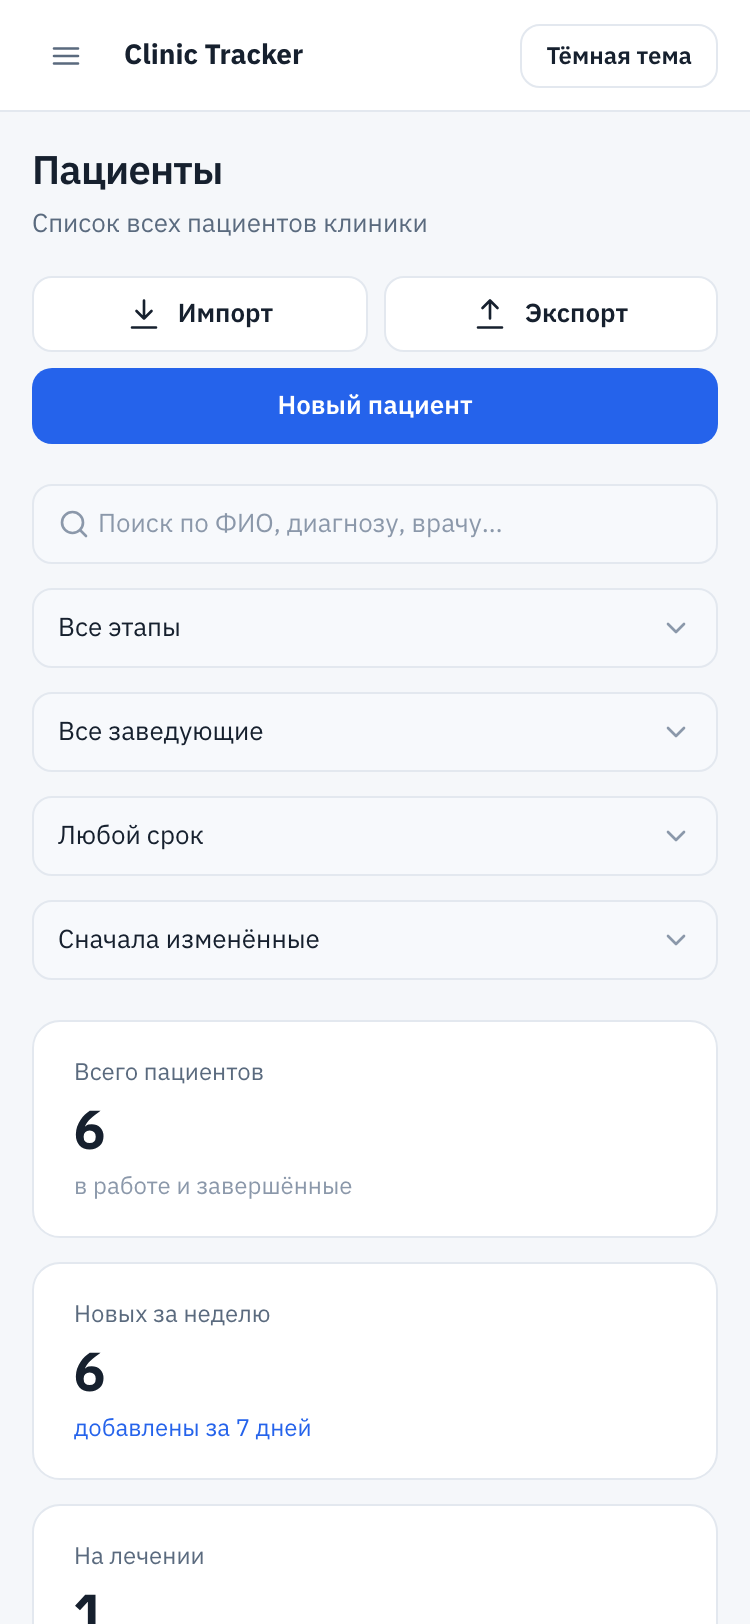 Clinic Tracker
Тёмная тема
Пациенты
Список всех пациентов клиники
Импорт
Экспорт
Новый пациент
Поиск по ФИО, диагнозу, врачу...
Все этапы
Все заведующие
Любой срок
Сначала изменённые
Всего пациентов
6
в работе и завершённые
Новых за неделю
6
добавлены за 7 дней
На лечении
1